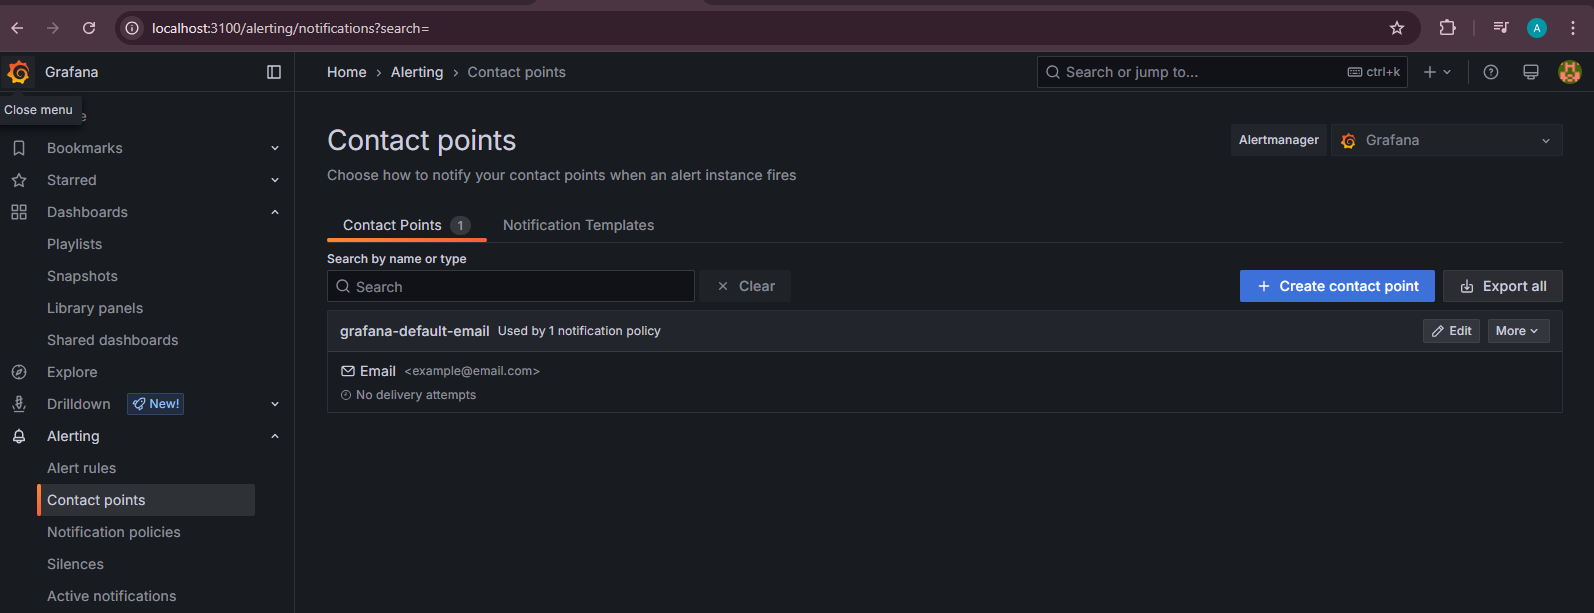 localhost:3100/alerting/notifications?search=
A
Grafana
Home › Alerting › Contact points
Search or jump to...
ctrl+k
Close menu
Bookmarks
Starred
Dashboards
Playlists
Snapshots
Library panels
Shared dashboards
Explore
Drilldown
New!
Alerting
Alert rules
Contact points
Notification policies
Silences
Active notifications
Contact points
Alertmanager
Grafana
Choose how to notify your contact points when an alert instance fires
Contact Points 1
Notification Templates
Search by name or type
Search
Clear
Create contact point
Export all
grafana-default-email Used by 1 notification policy
Edit
More
Email <example@email.com>
No delivery attempts